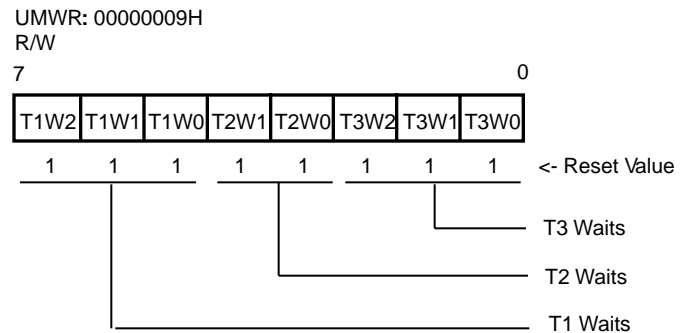 UMWR: 00000009H
R/W
7 0
T1W2 T1W1 T1W0 T2W1 T2W0 T3W2 T3W1 T3W0
1 1 1 1 1 1 1 1 <- Reset Value
T3 Waits
T2 Waits
T1 Waits